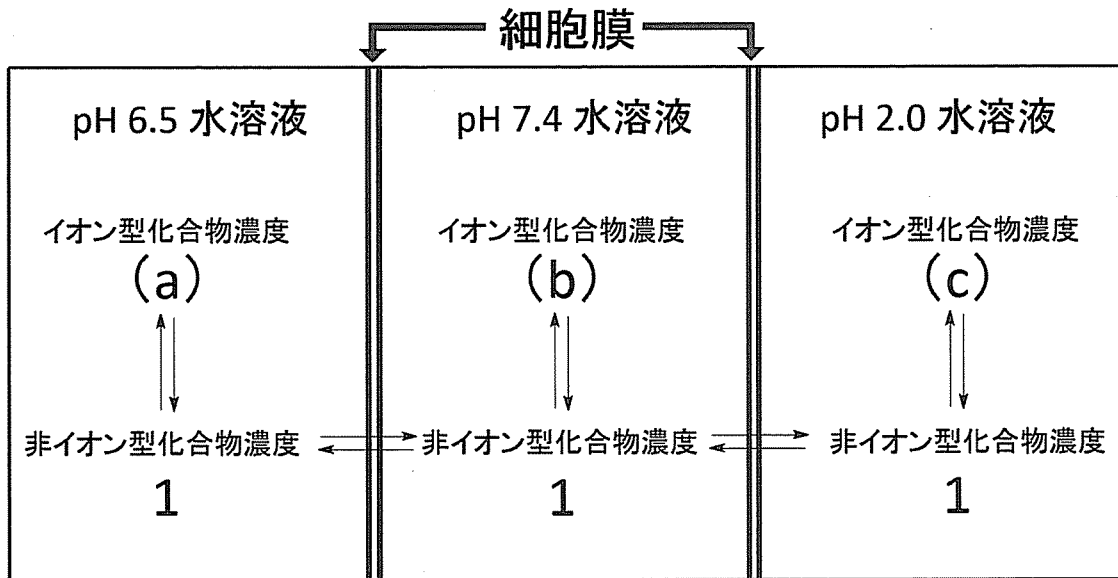 細胞膜
pH 6.5 水溶液
イオン型化合物濃度
(a)
非イオン型化合物濃度
1
pH 7.4 水溶液
イオン型化合物濃度
(b)
非イオン型化合物濃度
1
pH 2.0 水溶液
イオン型化合物濃度
(c)
非イオン型化合物濃度
1